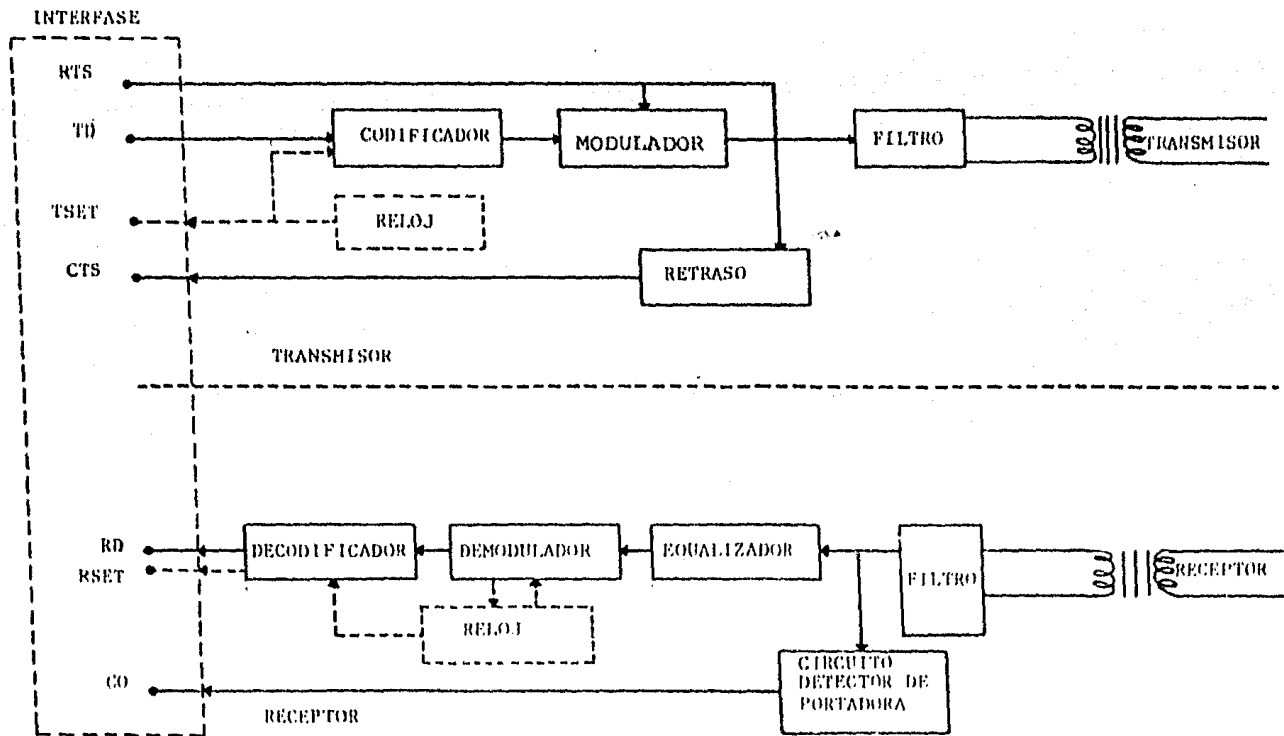 INTERFASE
RTS
TD
CODIFICADOR
MODULADOR
FILTRO
TRANSMISOR
TSET
RELOJ
CTS
RETRASO
TRANSMISOR
RD
DECODIFICADOR
DEMODULADOR
EQUALIZADOR
FILTRO
RECEPTOR
RSET
RELOJ
CO
CIRCUITO
DETECTOR DE
PORTADORA
RECEPTOR